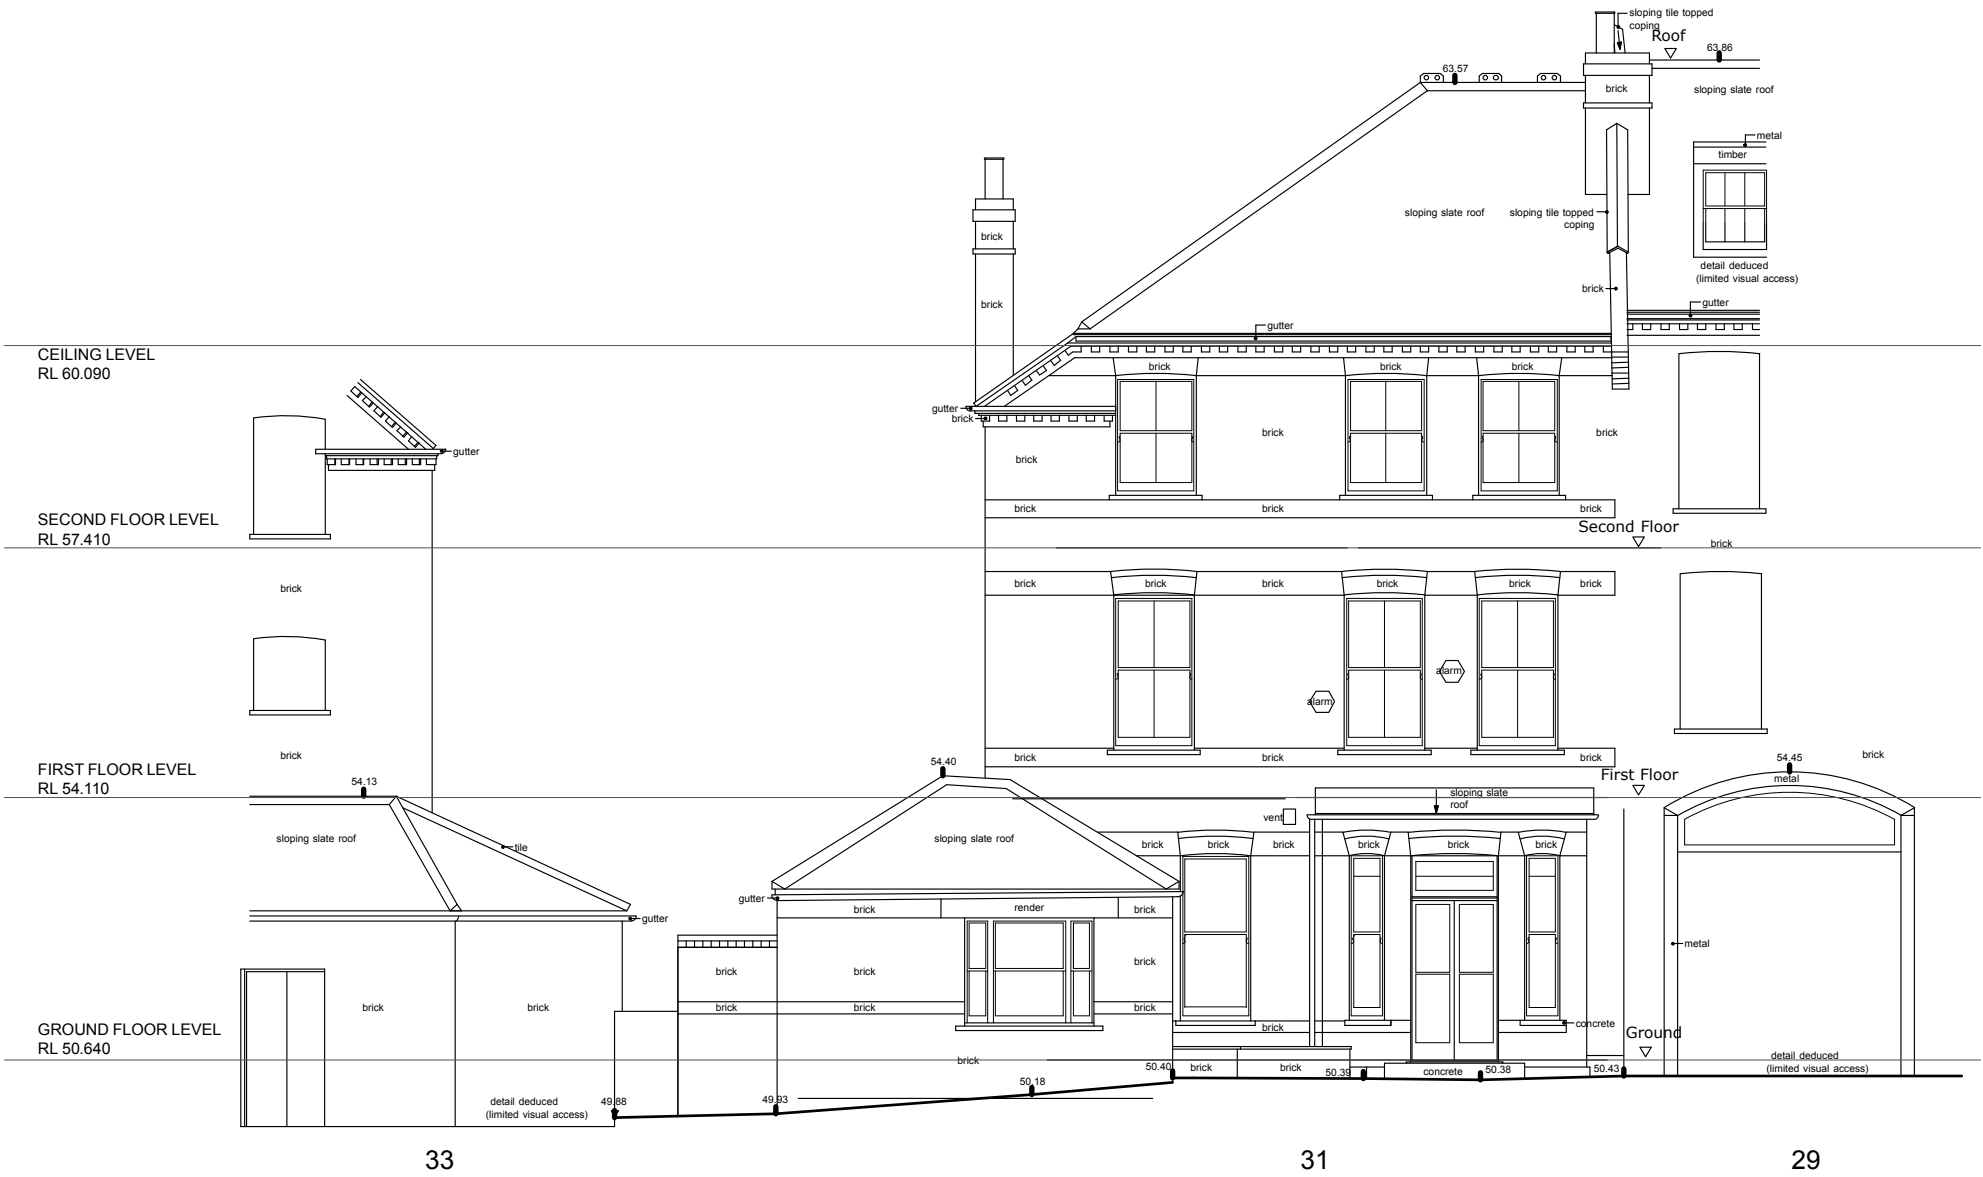 sloping tile topped
coping
Roof
63.86
63.57
brick
sloping slate roof
metal
timber
sloping slate roof
sloping tile topped
coping
brick
brick
detail deduced
(limited visual access)
brick
gutter
brick
gutter
CEILING LEVEL
RL 60.090
brick
brick
brick
gutter
brick
brick
brick
brick
gutter
brick
SECOND FLOOR LEVEL
RL 57.410
brick
brick
brick
Second Floor
brick
brick
brick
brick
brick
brick
brick
brick
alarm
alarm
brick
brick
brick
brick
brick
FIRST FLOOR LEVEL
RL 54.110
54.13
54.40
First Floor
54.45
metal
sloping slate
roof
vent
sloping slate roof
tile
sloping slate roof
brick
brick
brick
brick
brick
brick
gutter
gutter
brick
render
brick
metal
brick
brick
brick
brick
brick
brick
brick
brick
GROUND FLOOR LEVEL
RL 50.640
brick
concrete
Ground
brick
50.40
brick
brick
50.39
concrete
50.38
50.43
detail deduced
(limited visual access)
50.18
detail deduced
(limited visual access)
49.88
49.93
33
31
29